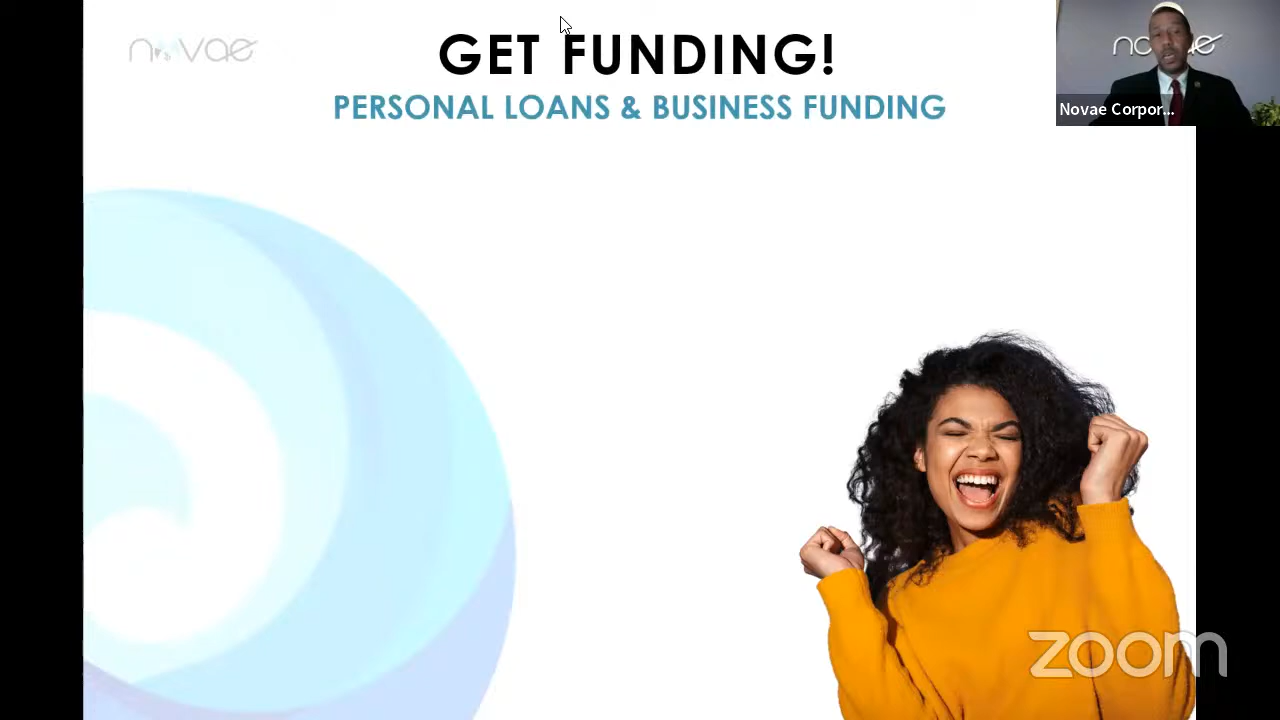 novae
GET FUNDING!
PERSONAL LOANS & BUSINESS FUNDING
novae
Novae Corpor...
zoom